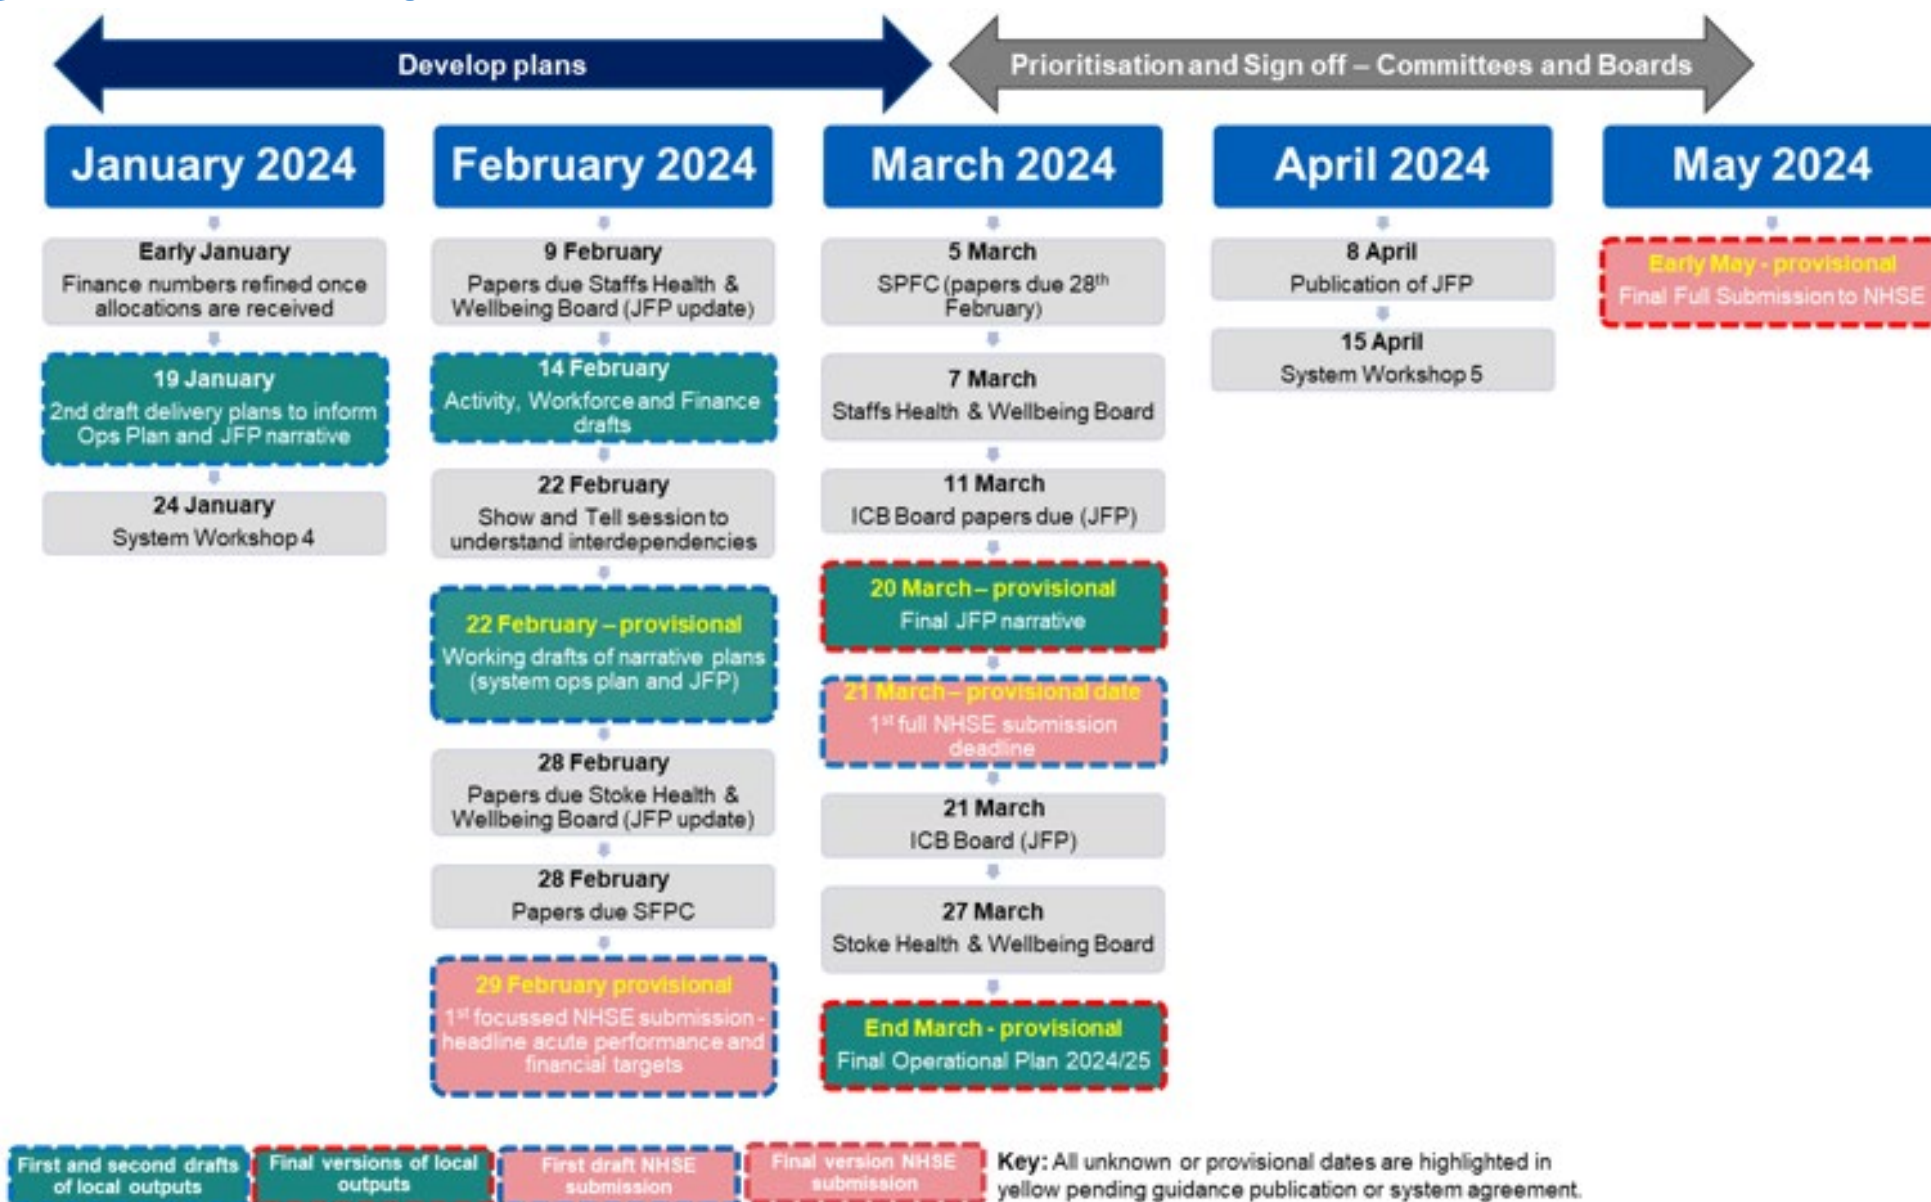 Develop plans
Prioritisation and Sign off – Committees and Boards
January 2024
Early January
Finance numbers refined once
allocations are received
19 January
2nd draft delivery plans to inform
Ops Plan and JFP narrative
24 January
System Workshop 4
February 2024
9 February
Papers due Staffs Health &
Wellbeing Board (JFP update)
14 February
Activity, Workforce and Finance
drafts
22 February
Show and Tell session to
understand interdependencies
22 February – provisional
Working drafts of narrative plans
(system ops plan and JFP)
28 February
Papers due Stoke Health &
Wellbeing Board (JFP update)
28 February
Papers due SFPC
29 February provisional
1st focussed NHSE submission -
headline acute performance and
financial targets
March 2024
5 March
SPFC (papers due 28th
February)
7 March
Staffs Health & Wellbeing Board
11 March
ICB Board papers due (JFP)
20 March – provisional
Final JFP narrative
21 March – provisional date
1st full NHSE submission
deadline
21 March
ICB Board (JFP)
27 March
Stoke Health & Wellbeing Board
End March - provisional
Final Operational Plan 2024/25
April 2024
8 April
Publication of JFP
15 April
System Workshop 5
May 2024
Early May - provisional
Final Full Submission to NHSE
First and second drafts
of local outputs
Final versions of local
outputs
First draft NHSE
submission
Final version NHSE
submission
Key: All unknown or provisional dates are highlighted in
yellow pending guidance publication or system agreement.